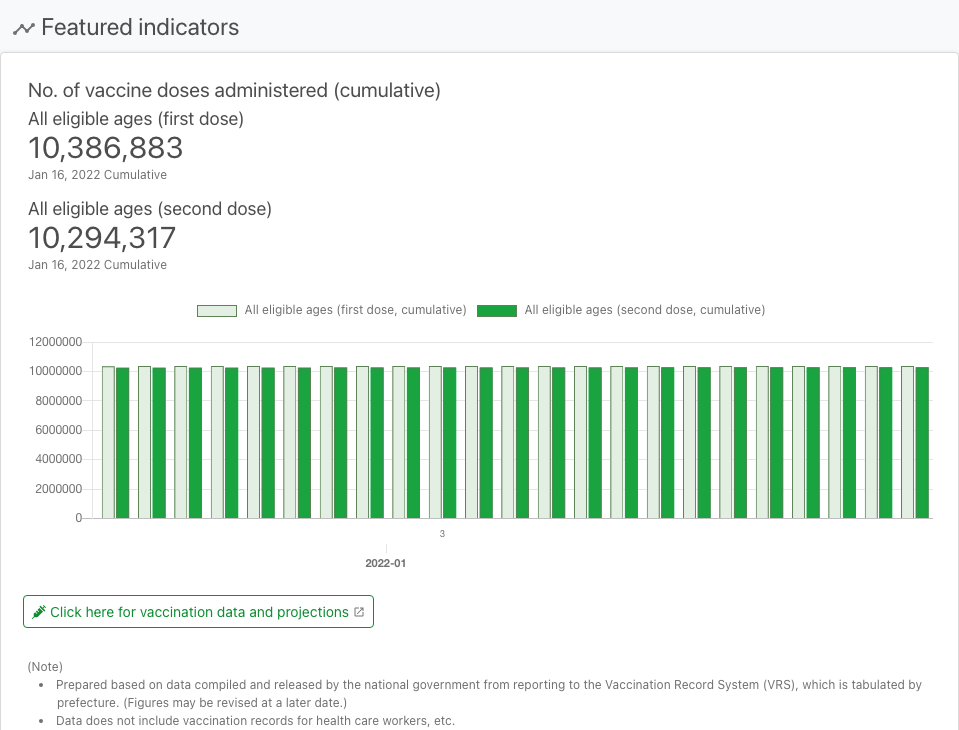 Featured indicators
No. of vaccine doses administered (cumulative)
All eligible ages (first dose)
10,386,883
Jan 16, 2022 Cumulative
All eligible ages (second dose)
10,294,317
Jan 16, 2022 Cumulative
All eligible ages (first dose, cumulative) All eligible ages (second dose, cumulative)
12000000
10000000
8000000
6000000
4000000
2000000
0
3
2022-01
Click here for vaccination data and projections
(Note)
• Prepared based on data compiled and released by the national government from reporting to the Vaccination Record System (VRS), which is tabulated by
prefecture. (Figures may be revised at a later date.)
• Data does not include vaccination records for health care workers, etc.